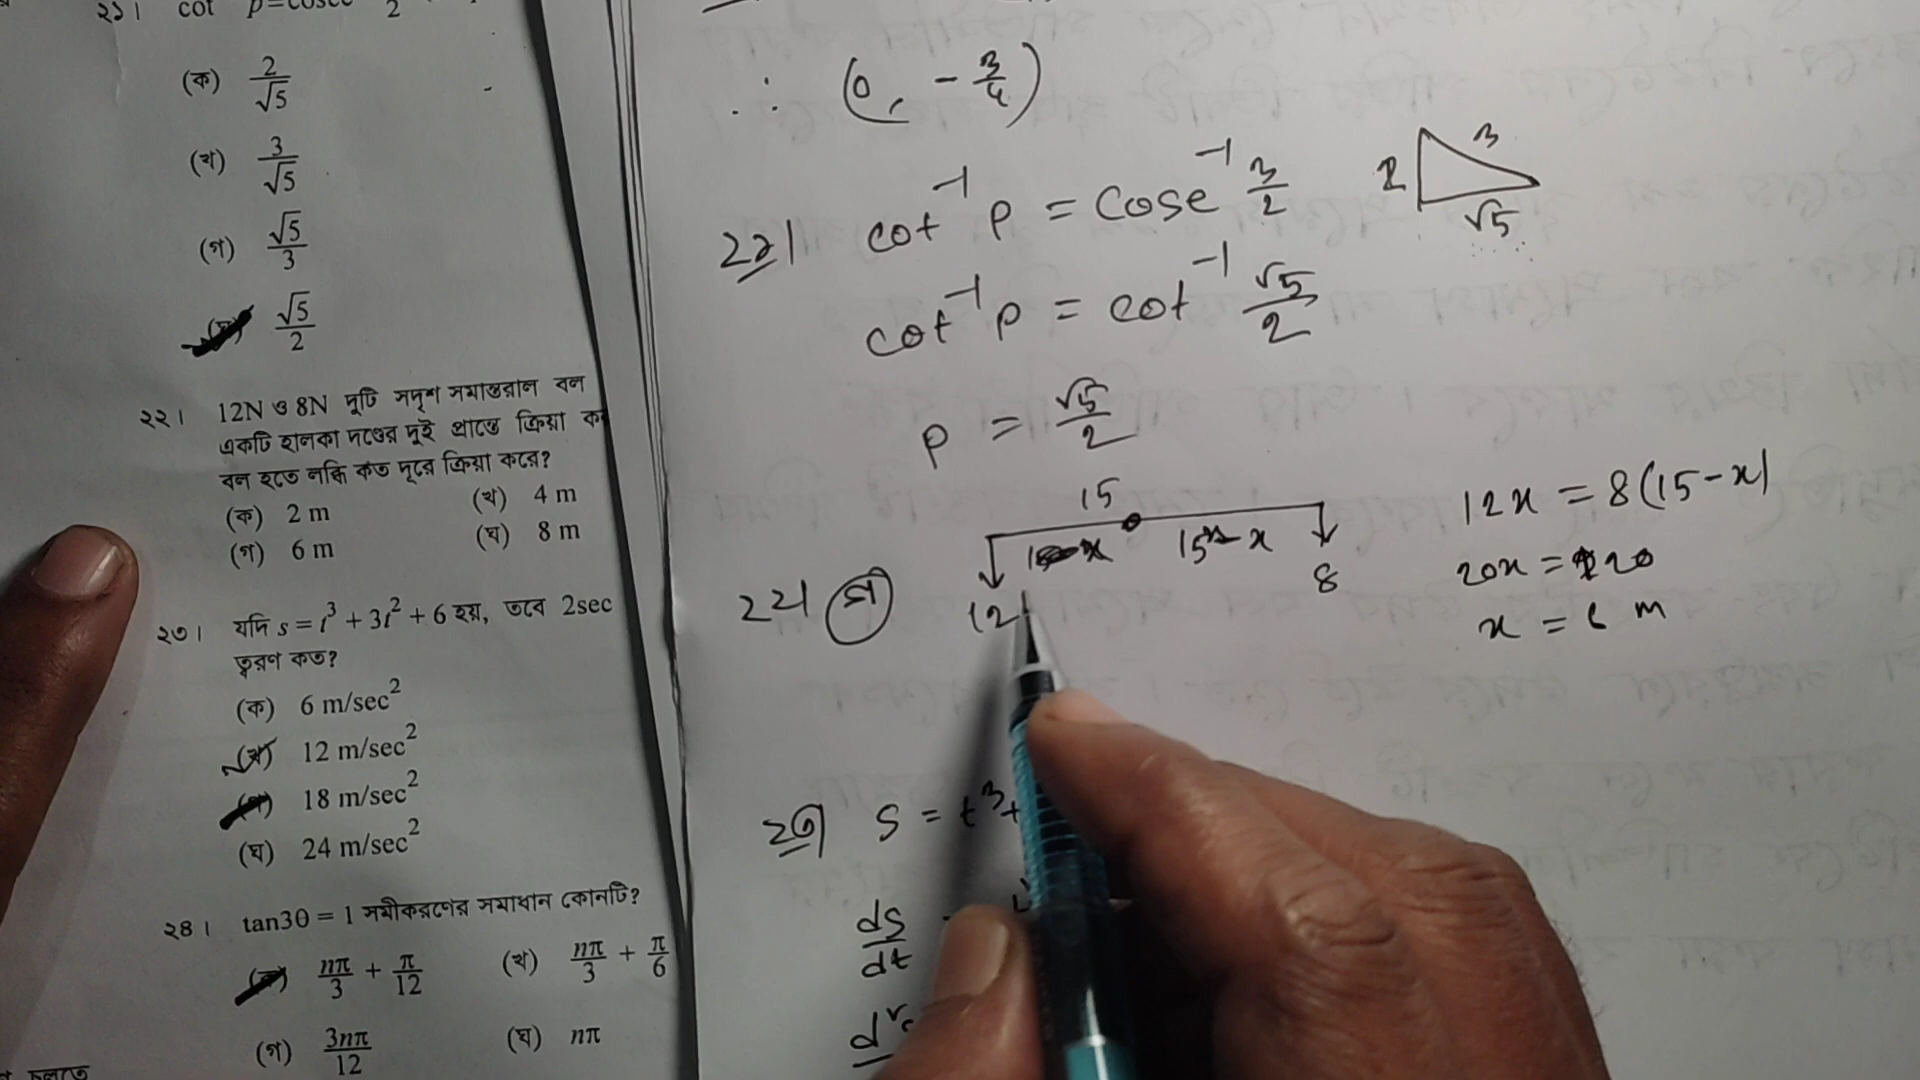 ২১। cot p=cosec 2
(ক) 2/√5
(খ) 3/√5
(গ) √5/3
√5/2
২২। 12N ও 8N দুটি সদৃশ সমান্তরাল বল
একটি হালকা দণ্ডের দুই প্রান্তে ক্রিয়া
বল হতে লব্ধি কত দূরে ক্রিয়া করে?
(ক) 2 m (খ) 4 m
(গ) 6 m (ঘ) 8 m
২৩। যদি s = t³ + 3t² + 6 হয়, তবে 2sec
ত্বরণ কত?
(ক) 6 m/sec²
(খ) 12 m/sec²
(গ) 18 m/sec²
(ঘ) 24 m/sec²
২৪। tan3θ = 1 সমীকরণের সমাধান কোনটি?
nπ/3 + π/12 (খ) nπ/3 + π/6
(গ) 3nπ/12 (ঘ) nπ
∴ (0, -3/4)
cot⁻¹ p = cose⁻¹ 3/2
2 3 √5
cot⁻¹ p = cot⁻¹ √5/2
p = √5/2
15
15 - x
22। (গ) 12 8
12x = 8(15-x)
20x = 120
x = 6 m
২৩ s = t³+
ds/dt